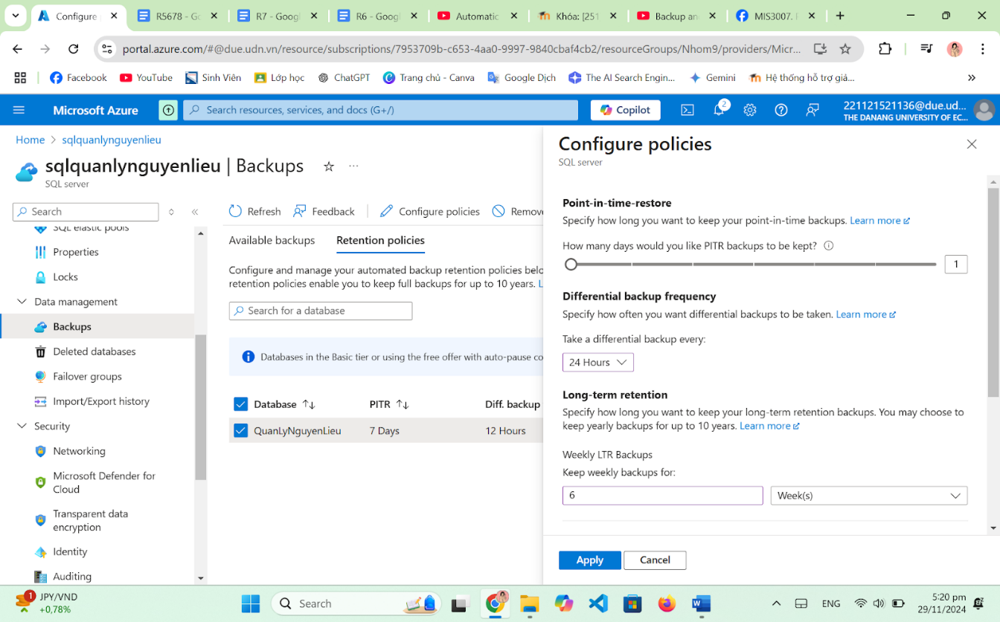 Configure
R5678 - Go
R7 - Googl
R6 - Googl
Automatic
Khóa: [251
Backup an
MIS3007.
portal.azure.com/#@due.udn.vn/resource/subscriptions/7953709b-c653-4aa0-9997-9840cbaf4cb2/resourceGroups/Nhom9/providers/Micr...
Facebook
YouTube
Sinh Viên
Lớp học
ChatGPT
Trang chủ - Canva
Google Dịch
The AI Search Engin...
Gemini
Hệ thống hỗ trợ giả...
Microsoft Azure
Search resources, services, and docs (G+/)
Copilot
2
221121521136@due.ud...
THE DANANG UNIVERSITY OF EC...
Home > sqlquanlynguyenlieu
sqlquanlynguyenlieu | Backups
SQL server
Search
SQL elastic pools
Properties
Locks
Data management
Backups
Deleted databases
Failover groups
Import/Export history
Security
Networking
Microsoft Defender for
Cloud
Transparent data
encryption
Identity
Auditing
Refresh
Feedback
Configure policies
Remov
Available backups
Retention policies
Configure and manage your automated backup retention policies belo
retention policies enable you to keep full backups for up to 10 years. L
Search for a database
Databases in the Basic tier or using the free offer with auto-pause co
Database PITR Diff. backup
QuanLyNguyenLieu 7 Days 12 Hours
Configure policies
SQL server
Point-in-time-restore
Specify how long you want to keep your point-in-time backups. Learn more
How many days would you like PITR backups to be kept?
1
Differential backup frequency
Specify how often you want differential backups to be taken. Learn more
Take a differential backup every:
24 Hours
Long-term retention
Specify how long you want to keep your long-term retention backups. You may choose to
keep yearly backups for up to 10 years. Learn more
Weekly LTR Backups
Keep weekly backups for:
6
Week(s)
Apply
Cancel
1
JPY/VND
+0,78%
Search
ENG
5:20 pm
29/11/2024